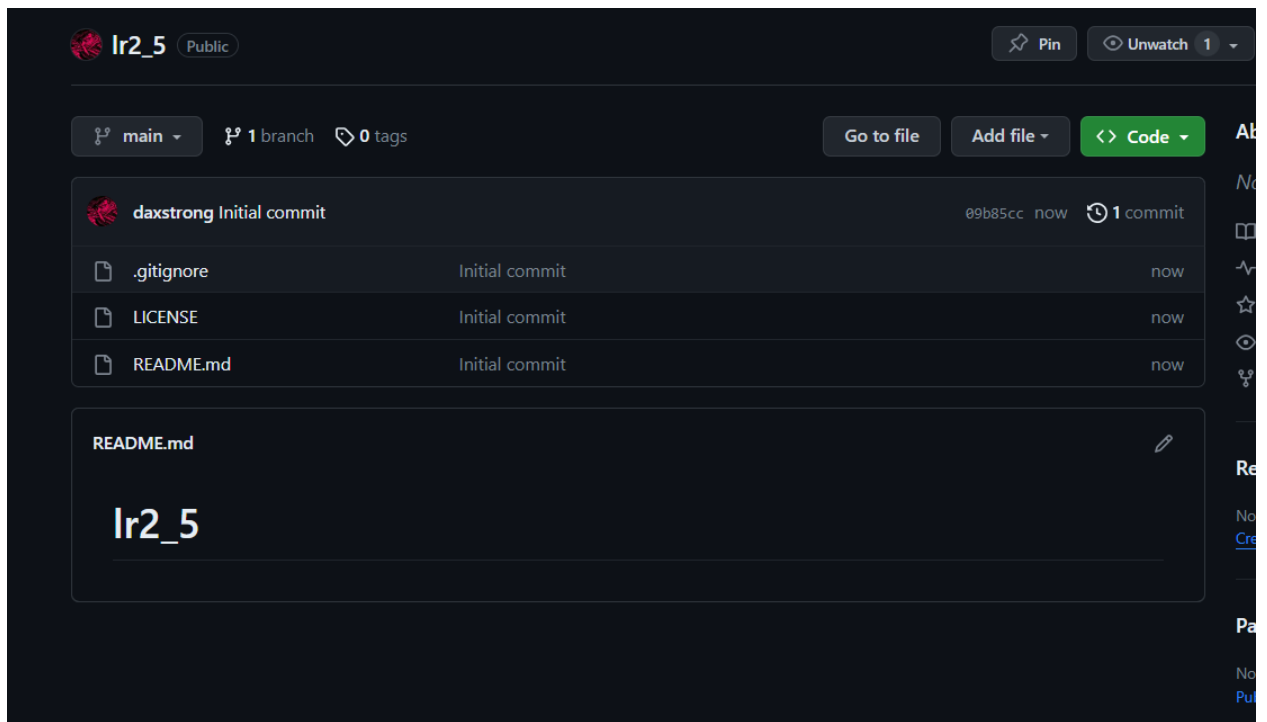 lr2_5 Public Pin Unwatch 1
main 1 branch 0 tags Go to file Add file Code
daxstrong Initial commit 09b85cc now 1 commit
.gitignore Initial commit now
LICENSE Initial commit now
README.md Initial commit now
README.md
lr2_5